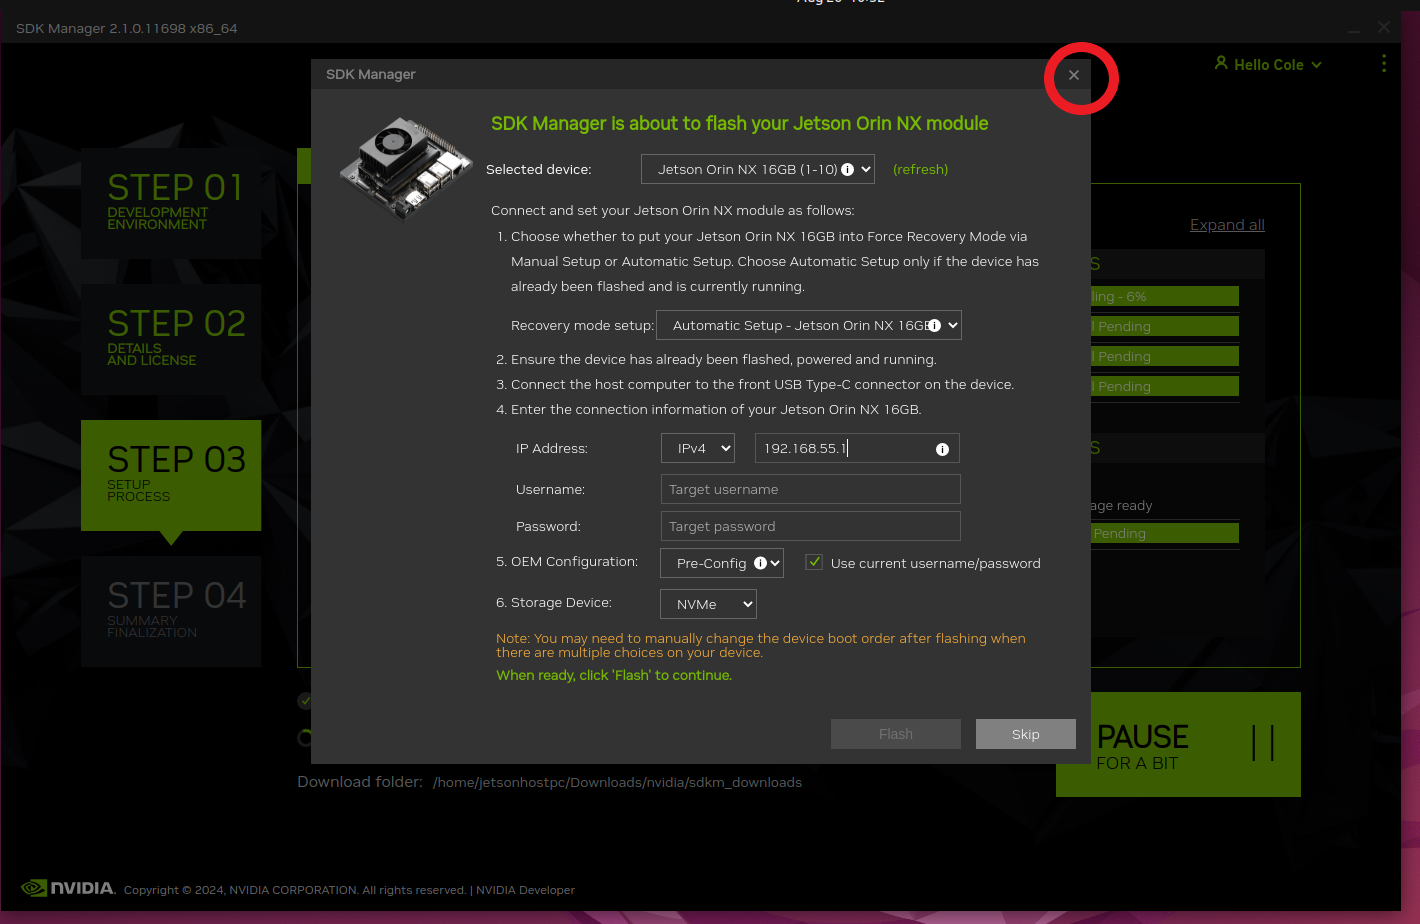 SDK Manager 2.1.0.11698 x86_64
Hello Cole
SDK Manager
SDK Manager is about to flash your Jetson Orin NX module
Selected device:
Jetson Orin NX 16GB (1-10)
(refresh)
Connect and set your Jetson Orin NX module as follows:
1. Choose whether to put your Jetson Orin NX 16GB into Force Recovery Mode via
Manual Setup or Automatic Setup. Choose Automatic Setup only if the device has
already been flashed and is currently running.
Recovery mode setup:
Automatic Setup - Jetson Orin NX 16GB
2. Ensure the device has already been flashed, powered and running.
3. Connect the host computer to the front USB Type-C connector on the device.
4. Enter the connection information of your Jetson Orin NX 16GB.
IP Address:
IPv4
192.168.55.1
Username:
Target username
Password:
Target password
5. OEM Configuration:
Pre-Config
Use current username/password
6. Storage Device:
NVMe
Note: You may need to manually change the device boot order after flashing when
there are multiple choices on your device.
When ready, click 'Flash' to continue.
Flash
Skip
STEP 01
DEVELOPMENT
ENVIRONMENT
STEP 02
DETAILS
AND LICENSE
STEP 03
SETUP
PROCESS
STEP 04
SUMMARY
FINALIZATION
Expand all
S
ling - 6%
l Pending
l Pending
l Pending
S
age ready
Pending
PAUSE
FOR A BIT
Download folder: /home/jetsonhostpc/Downloads/nvidia/sdkm_downloads
NVIDIA. Copyright © 2024, NVIDIA CORPORATION. All rights reserved. | NVIDIA Developer